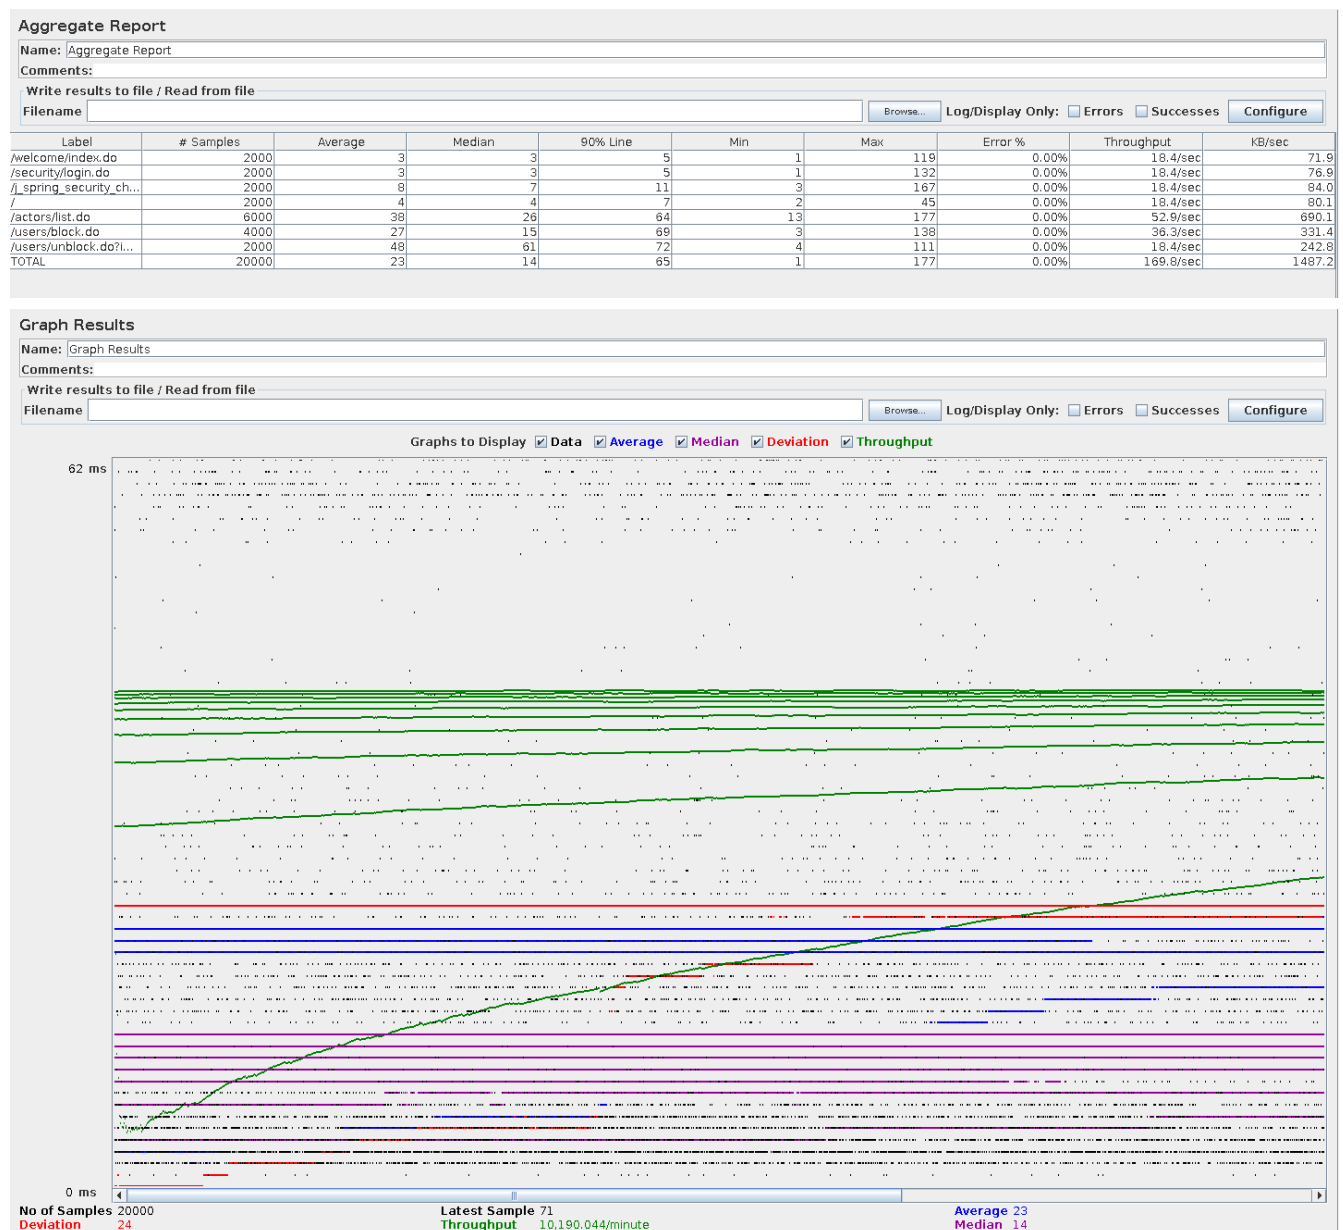 Aggregate Report
Name: Aggregate Report
Comments:
Write results to file / Read from file
Filename Browse... Log/Display Only: Errors Successes Configure
Label # Samples Average Median 90% Line Min Max Error % Throughput KB/sec
/welcome/index.do 2000 3 3 5 1 119 0.00% 18.4/sec 71.9
/security/login.do 2000 3 3 5 1 132 0.00% 18.4/sec 76.9
/j_spring_security_ch... 2000 8 7 11 3 167 0.00% 18.4/sec 84.0
/ 2000 4 4 7 2 45 0.00% 18.4/sec 80.1
/actors/list.do 6000 38 26 64 13 177 0.00% 52.9/sec 690.1
/users/block.do 4000 27 15 69 3 138 0.00% 36.3/sec 331.4
/users/unblock.do?i... 2000 48 61 72 4 111 0.00% 18.4/sec 242.8
TOTAL 20000 23 14 65 1 177 0.00% 169.8/sec 1487.2
Graph Results
Name: Graph Results
Comments:
Write results to file / Read from file
Filename Browse... Log/Display Only: Errors Successes Configure
Graphs to Display Data Average Median Deviation Throughput
62 ms
0 ms
No of Samples 20000 Latest Sample 71 Average 23
Deviation 24 Throughput 10,190.044/minute Median 14